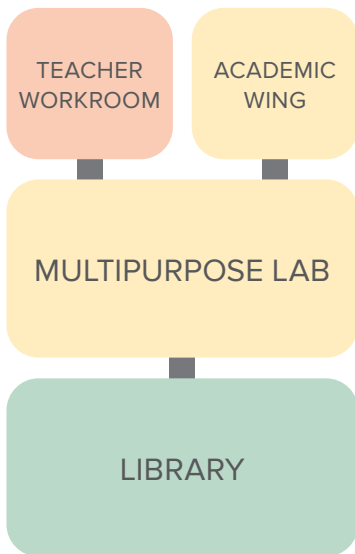 TEACHER
WORKROOM
ACADEMIC
WING
MULTIPURPOSE LAB
LIBRARY